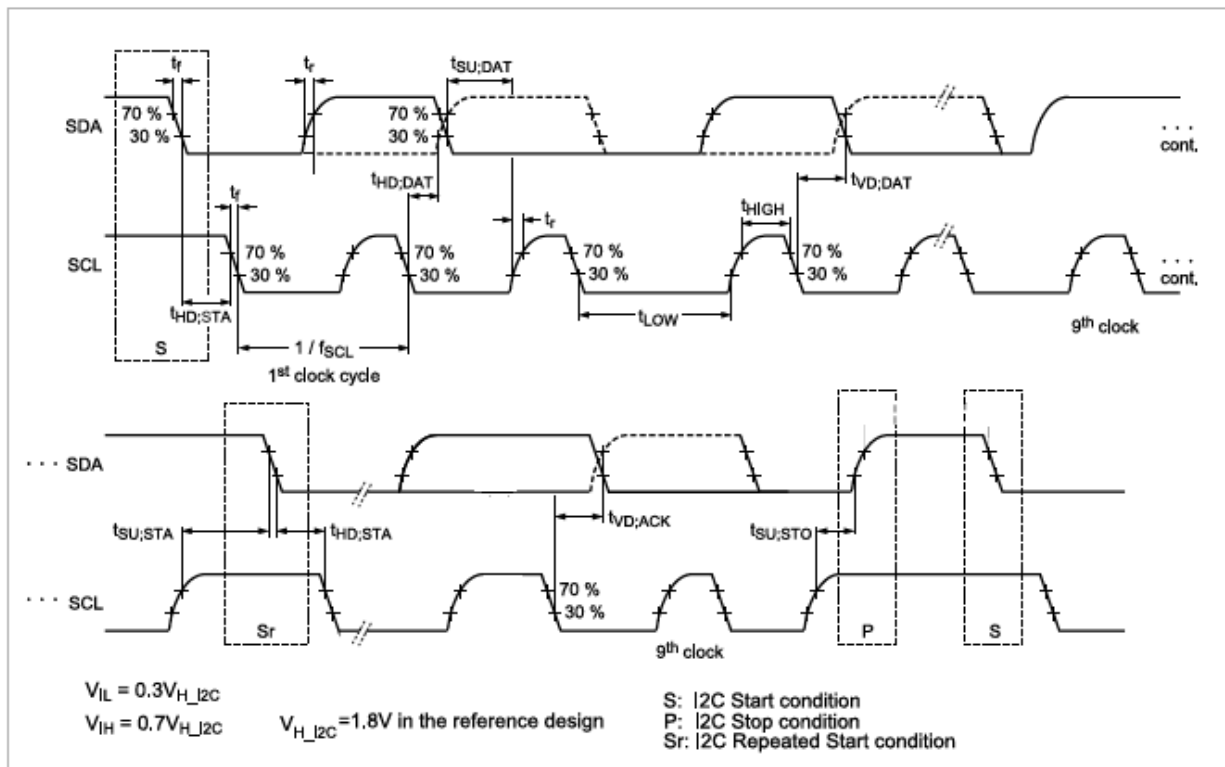 tf tr tSU;DAT
70 % 70 %
SDA 30 % 30 % · · · cont.
tHD;DAT tVD;DAT
tf tr tHIGH
70 % 70 % 70 % 70 %
SCL 30 % 30 % 30 % 30 % · · · cont.
tHD;STA tLOW
S 1 / fSCL 9th clock
1st clock cycle
· · · SDA
tSU;STA tHD;STA tVD;ACK tSU;STO
70 %
· · · SCL 30 %
Sr 9th clock P S
VIL = 0.3VH_I2C
VIH = 0.7VH_I2C VH_I2C =1.8V in the reference design
S: I2C Start condition
P: I2C Stop condition
Sr: I2C Repeated Start condition